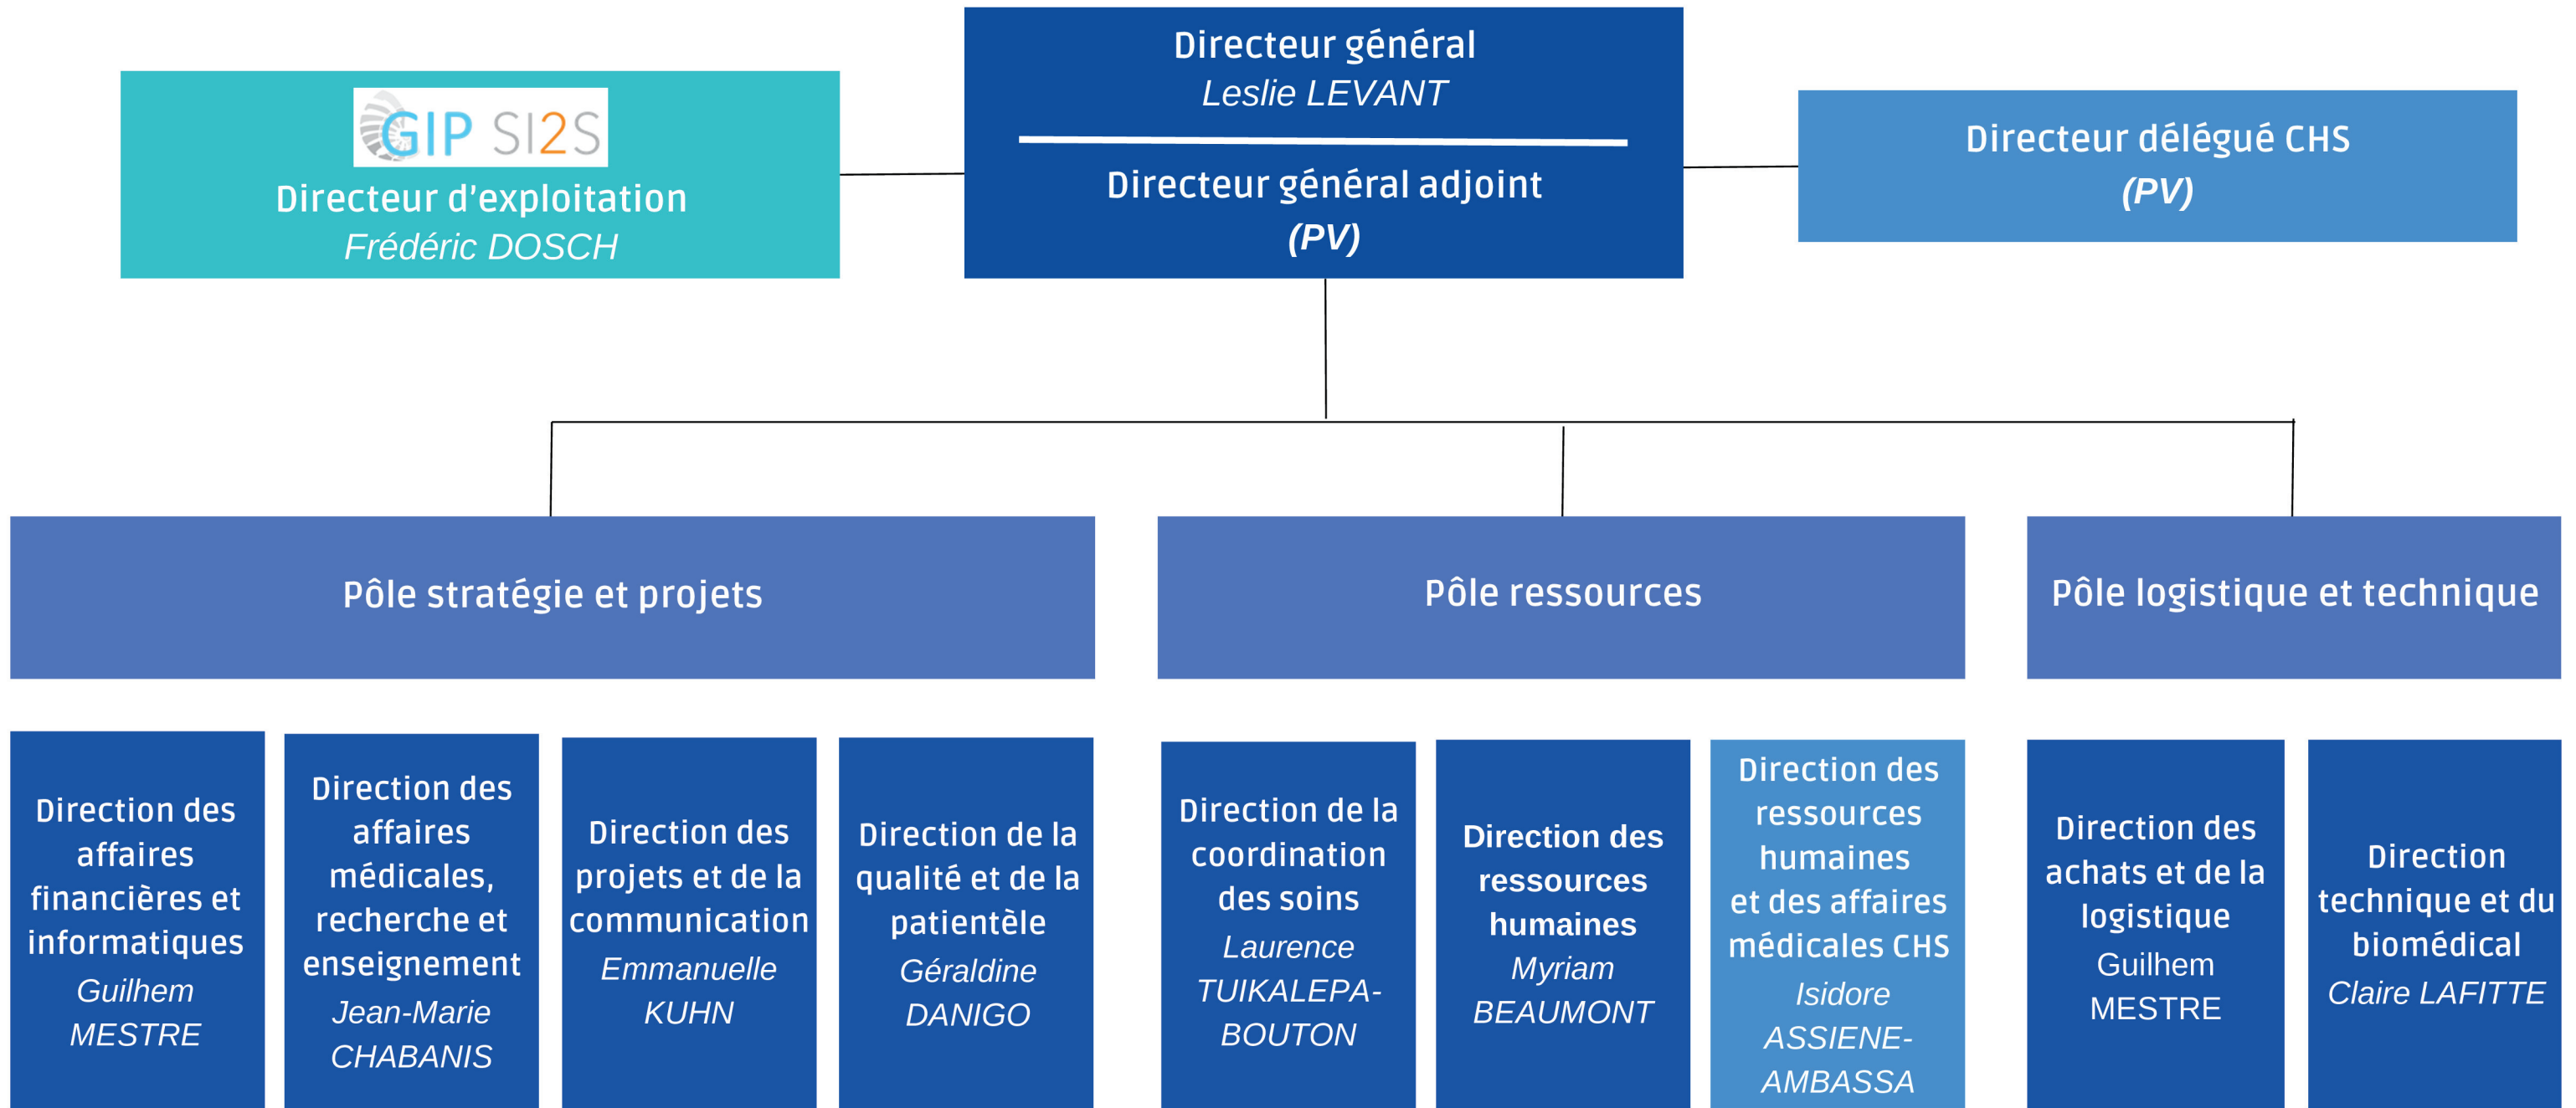 GIP SI2S
Directeur d'exploitation
Frédéric DOSCH
Directeur général
Leslie LEVANT
Directeur général adjoint
(PV)
Directeur délégué CHS
(PV)
Pôle stratégie et projets
Pôle ressources
Pôle logistique et technique
Direction des
affaires
financières et
informatiques
Guilhem
MESTRE
Direction des
affaires
médicales,
recherche et
enseignement
Jean-Marie
CHABANIS
Direction des
projets et de la
communication
Emmanuelle
KUHN
Direction de la
qualité et de la
patientèle
Géraldine
DANIGO
Direction de la
coordination
des soins
Laurence
TUIKALEPA-
BOUTON
Direction des
ressources
humaines
Myriam
BEAUMONT
Direction des
ressources
humaines
et des affaires
médicales CHS
Isidore
ASSIENE-
AMBASSA
Direction des
achats et de la
logistique
Guilhem
MESTRE
Direction
technique et du
biomédical
Claire LAFITTE